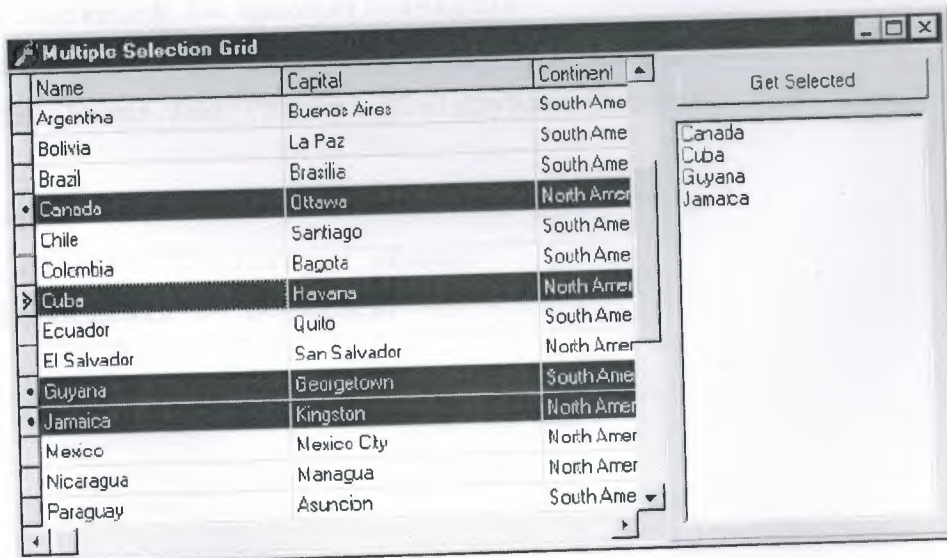 Multiple Selection Grid
Name Capital Continent
Get Selected
Argentina Buenos Aires South Ame
Bolivia La Paz South Ame
Brazil Brasilia South Ame
Canada Ottawa North Amer
Chile Santiago South Ame
Colombia Bagota South Ame
Cuba Havana North Amer
Ecuador Quito South Ame
El Salvador San Salvador North Amer
Guyana Georgetown South Ame
Jamaica Kingston North Amer
Mexico Mexico City North Amer
Nicaragua Managua North Amer
Paraguay Asuncion South Ame
Canada
Cuba
Guyana
Jamaica